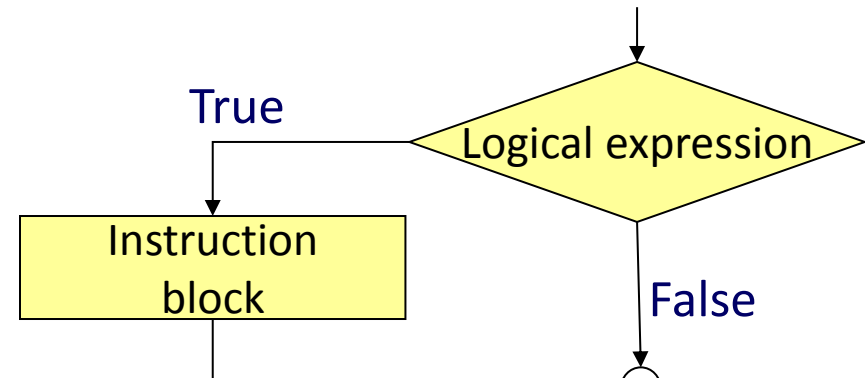 True
Logical expression
Instruction
block
False